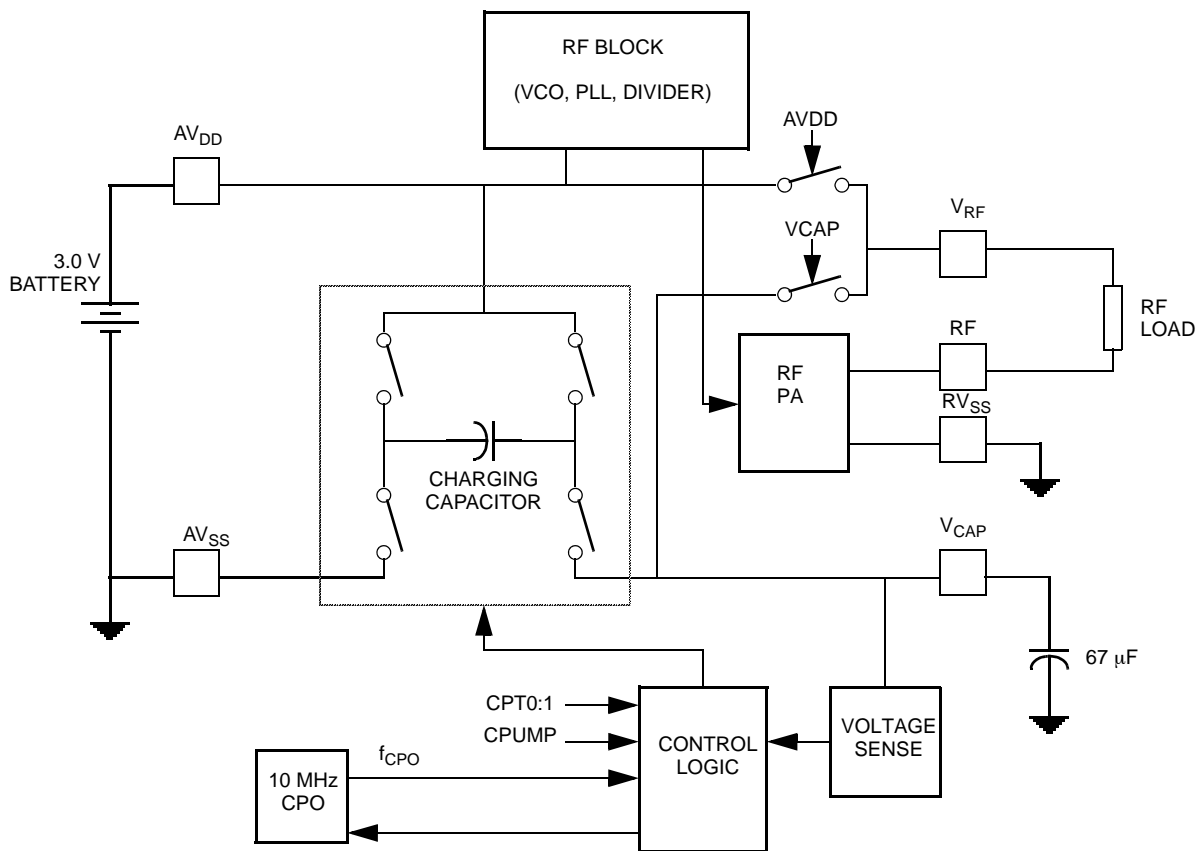 RF BLOCK
(VCO, PLL, DIVIDER)
AVDD
AVDD
VCAP
VRF
3.0 V
BATTERY
RF
LOAD
RF
PA
RF
RVSS
CHARGING
CAPACITOR
AVSS
VCAP
67 μF
CPT0:1
CPUMP
CONTROL
LOGIC
VOLTAGE
SENSE
fCPO
10 MHz
CPO